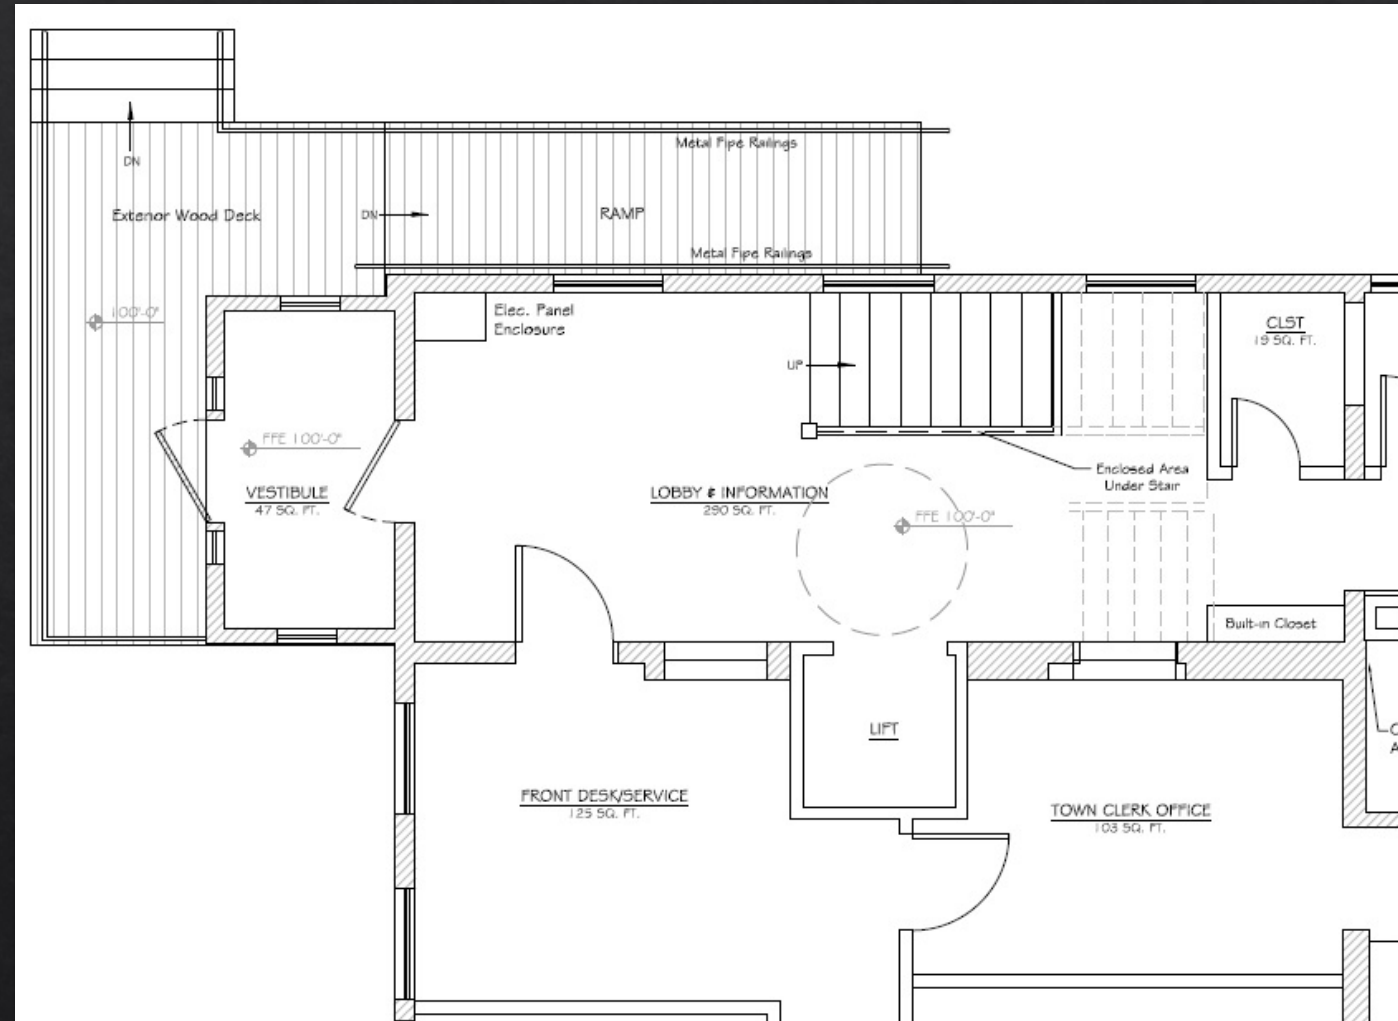 Metal Pipe Railings
DN
Exterior Wood Deck
DN
RAMP
Metal Pipe Railings
100'-0"
Elec. Panel
Enclosure
CLST
19 SQ. FT.
UP
FFE 100'-0"
Enclosed Area
Under Stair
VESTIBULE
47 SQ. FT.
LOBBY & INFORMATION
290 SQ. FT.
FFE 100'-0"
Built-in Closet
LIFT
FRONT DESK/SERVICE
125 SQ. FT.
TOWN CLERK OFFICE
103 SQ. FT.